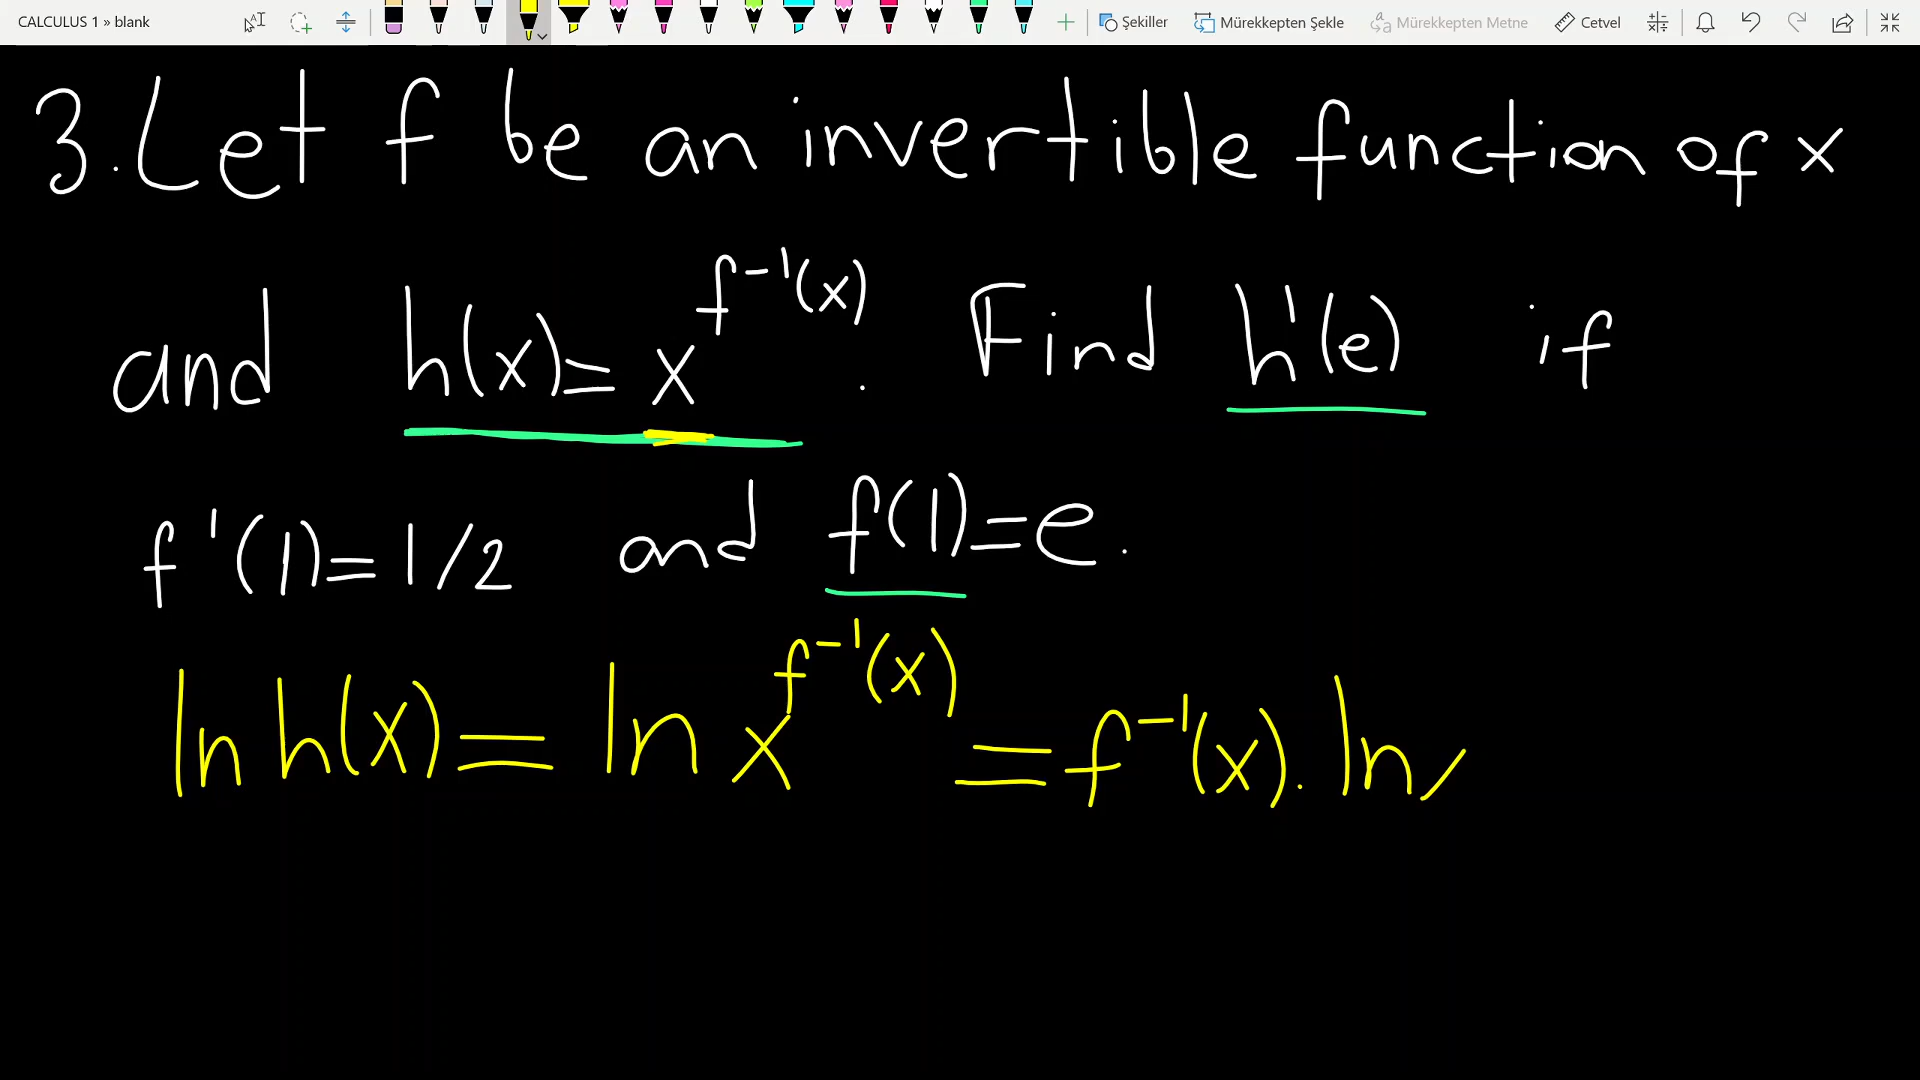 CALCULUS 1 » blank
Şekiller Mürekkepten Şekle Mürekkepten Metne Cetvel
3. Let f be an invertible function of x
and h(x) = x^{f^{-1}(x)}. Find h'(e) if
f'(1) = 1/2 and f(1) = e.
ln h(x) = ln x^{f^{-1}(x)} = f^{-1}(x). ln